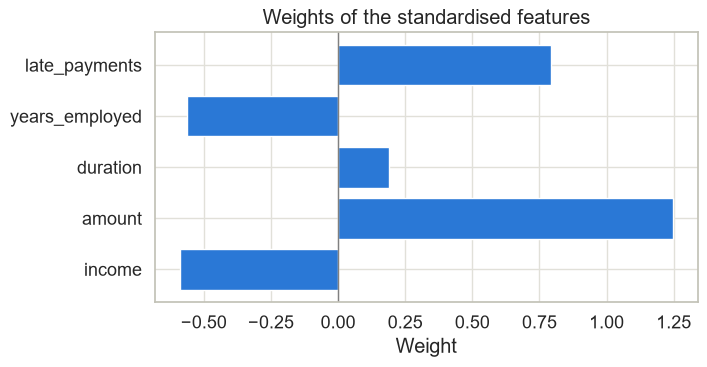 Weights of the standardised features
late_payments
years_employed
duration
amount
income
−0.50 −0.25 0.00 0.25 0.50 0.75 1.00 1.25
Weight